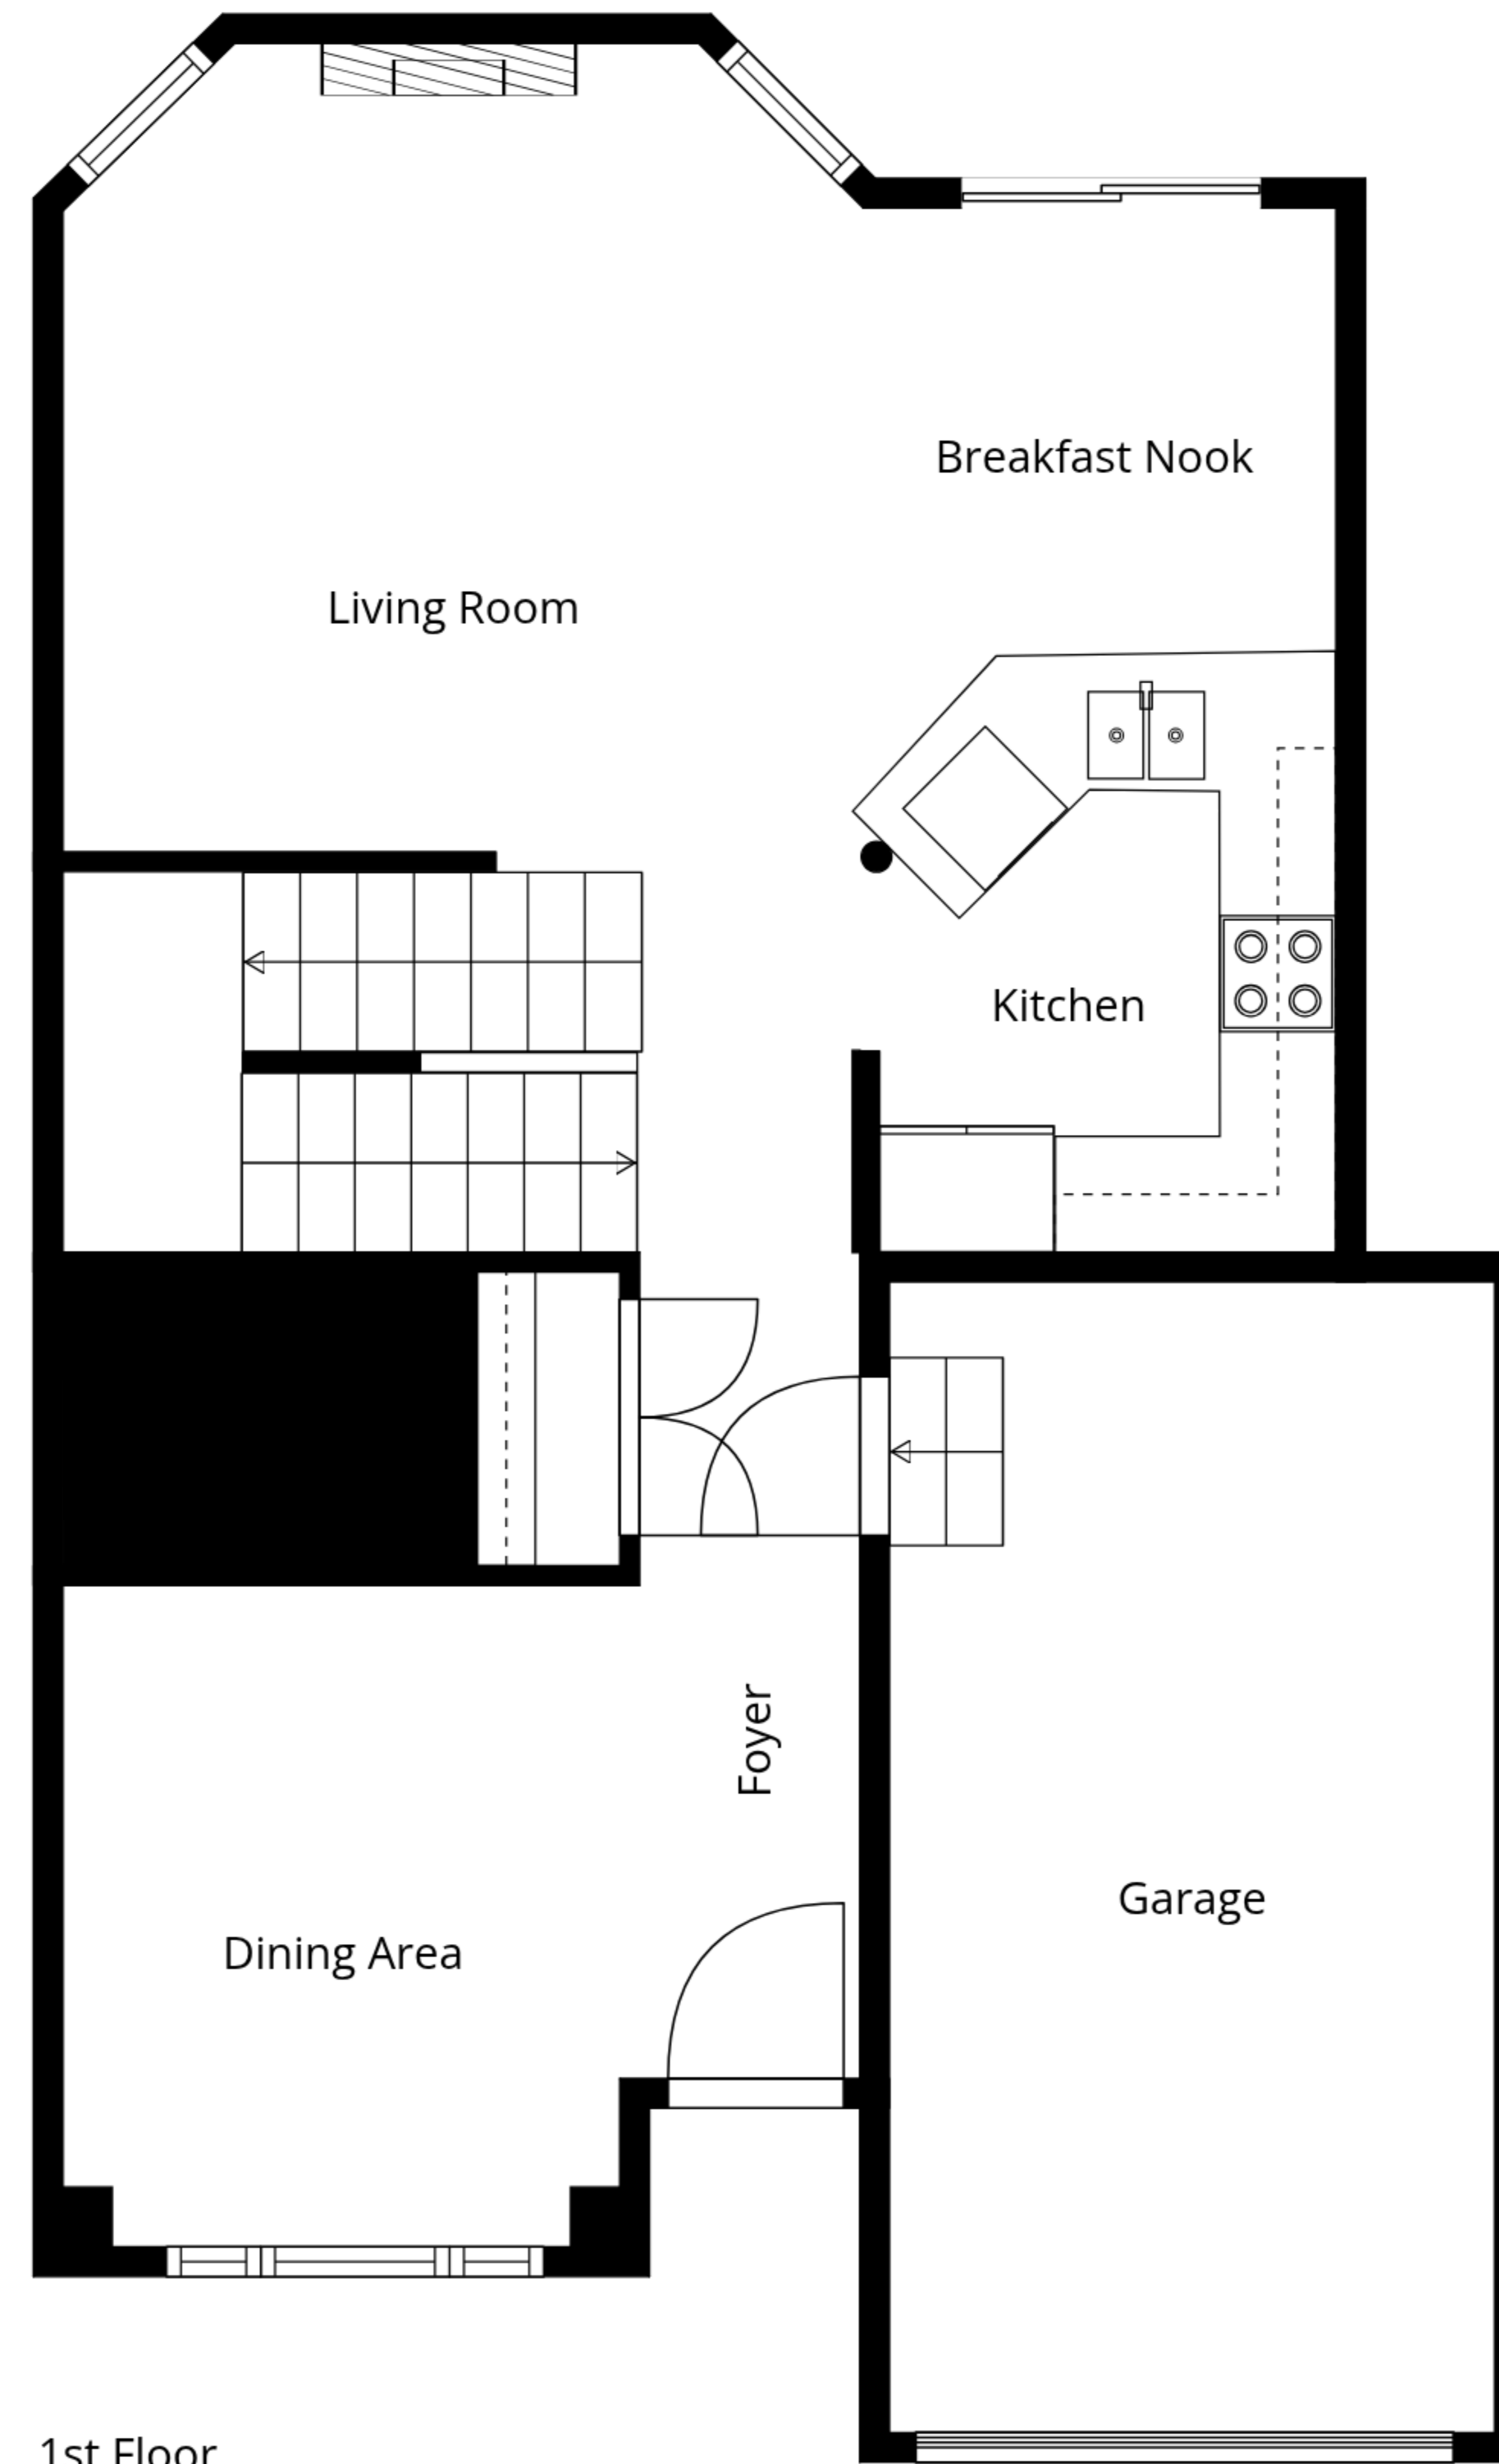 Breakfast Nook
Living Room
Kitchen
Foyer
Garage
Dining Area
1st Floor